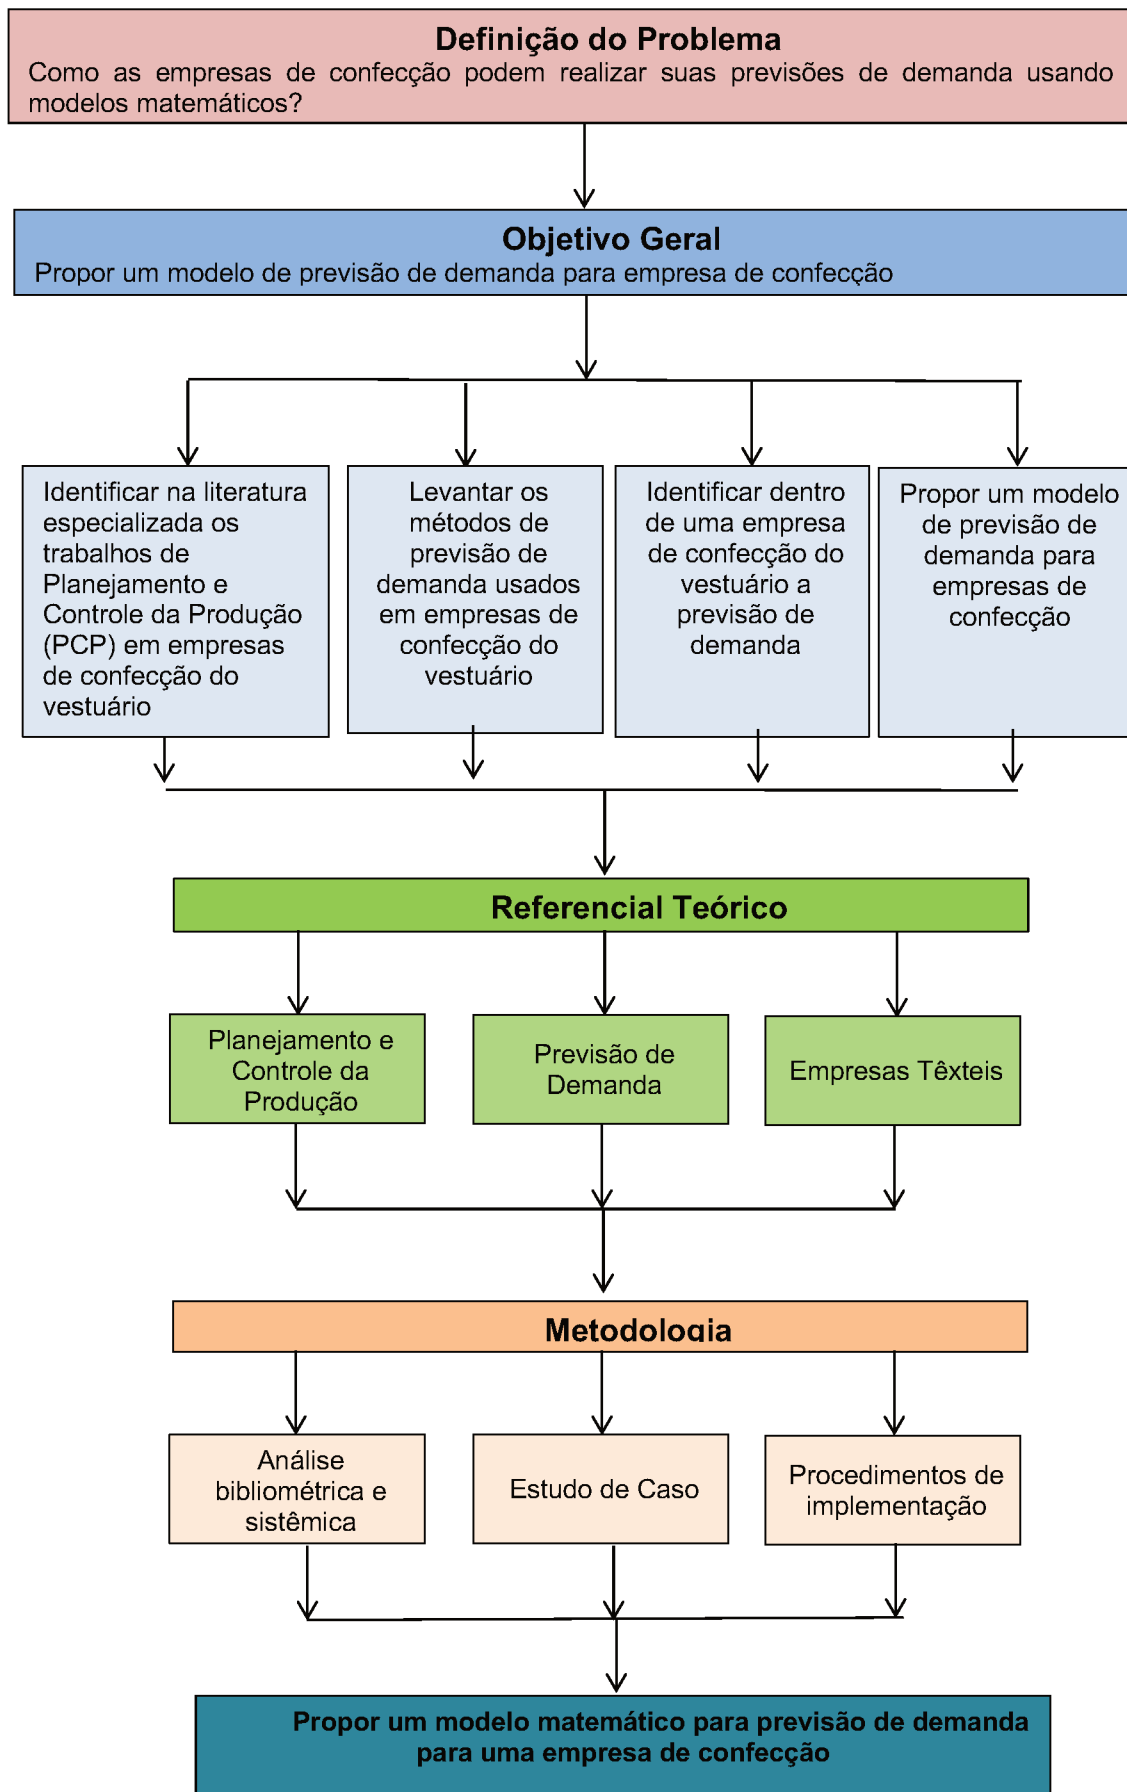 Definição do Problema
Como as empresas de confecção podem realizar suas previsões de demanda usando
modelos matemáticos?
Objetivo Geral
Propor um modelo de previsão de demanda para empresa de confecção
Identificar na literatura
especializada os
trabalhos de
Planejamento e
Controle da Produção
(PCP) em empresas
de confecção do
vestuário
Levantar os
métodos de
previsão de
demanda usados
em empresas de
confecção do
vestuário
Identificar dentro
de uma empresa
de confecção do
vestuário a
previsão de
demanda
Propor um modelo
de previsão de
demanda para
empresas de
confecção
Referencial Teórico
Planejamento e
Controle da
Produção
Previsão de
Demanda
Empresas Têxteis
Metodologia
Análise
bibliométrica e
sistêmica
Estudo de Caso
Procedimentos de
implementação
Propor um modelo matemático para previsão de demanda
para uma empresa de confecção